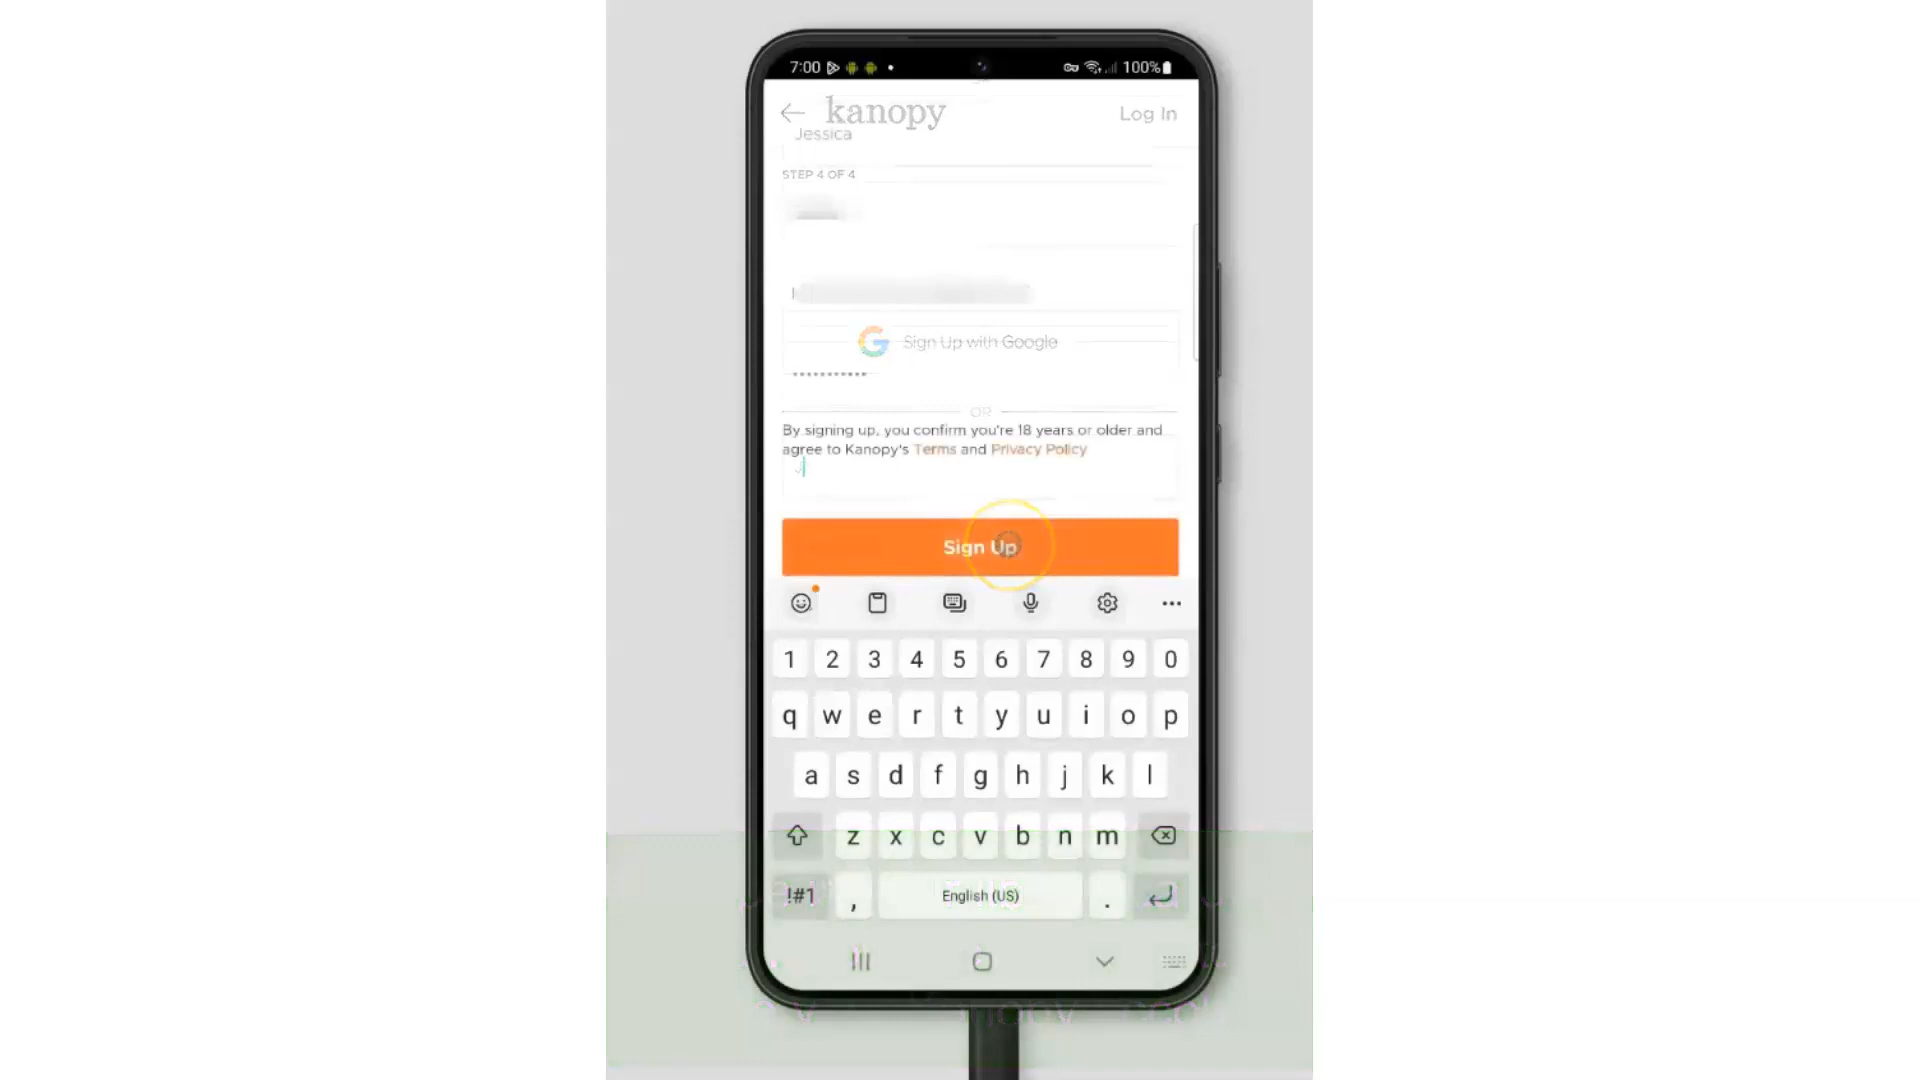 7:00 100%
kanopy Log In
Jessica
STEP 4 OF 4
Sign Up with Google
OR
By signing up, you confirm you're 18 years or older and
agree to Kanopy's Terms and Privacy Policy
Sign Up
1 2 3 4 5 6 7 8 9 0
q w e r t y u i o p
a s d f g h j k l
z x c v b n m
!#1 , English (US) .